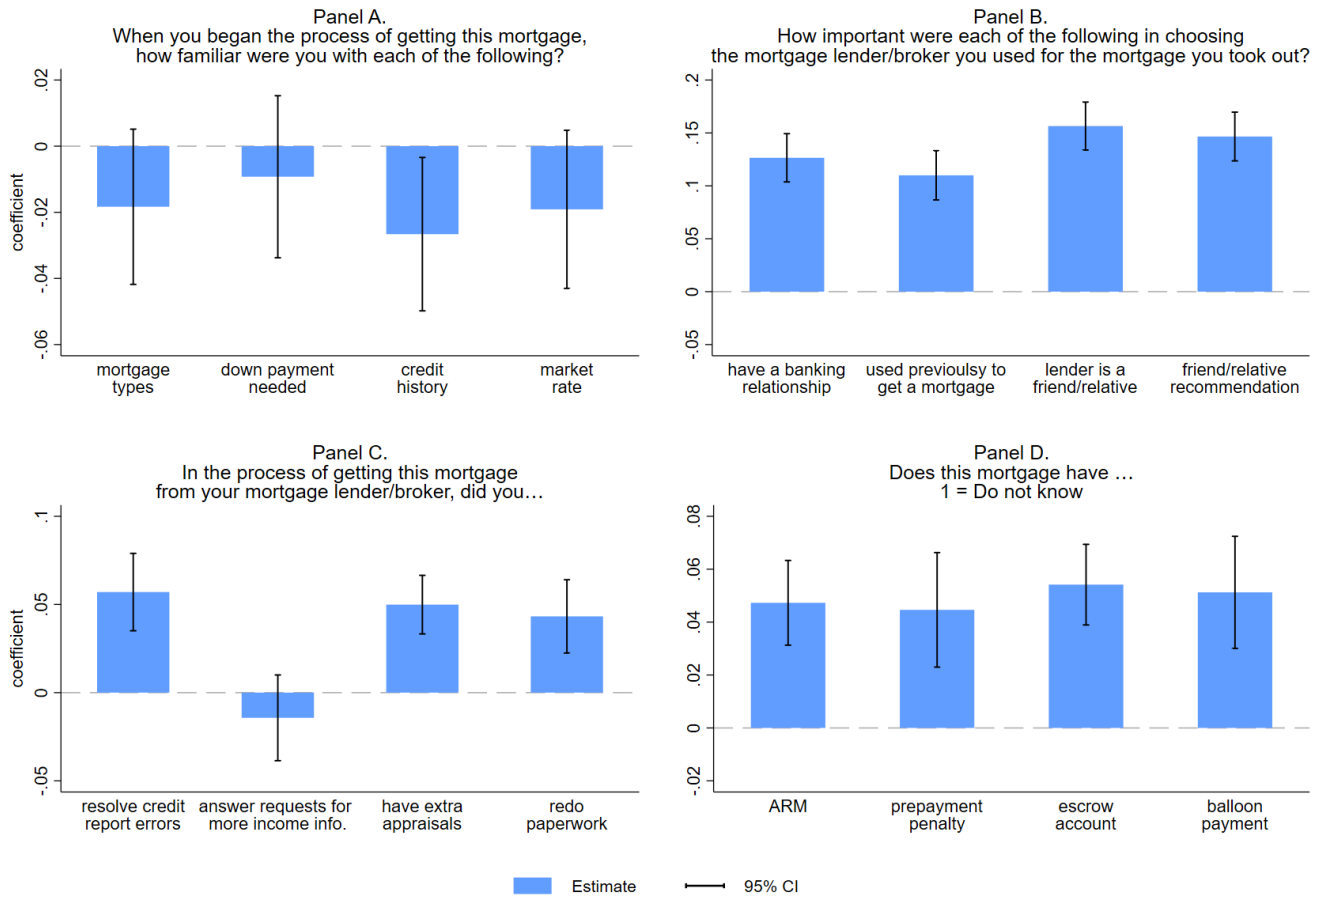 Panel A.
When you began the process of getting this mortgage,
how familiar were you with each of the following?
coefficient
.02
0
-.02
-.04
-.06
mortgage types
down payment needed
credit history
market rate
Panel B.
How important were each of the following in choosing
the mortgage lender/broker you used for the mortgage you took out?
.2
.15
.1
.05
0
-.05
have a banking relationship
used previoulsy to get a mortgage
lender is a friend/relative
friend/relative recommendation
Panel C.
In the process of getting this mortgage
from your mortgage lender/broker, did you…
coefficient
.1
.05
0
-.05
resolve credit report errors
answer requests for more income info.
have extra appraisals
redo paperwork
Panel D.
Does this mortgage have …
1 = Do not know
.08
.06
.04
.02
0
-.02
ARM
prepayment penalty
escrow account
balloon payment
Estimate
95% CI